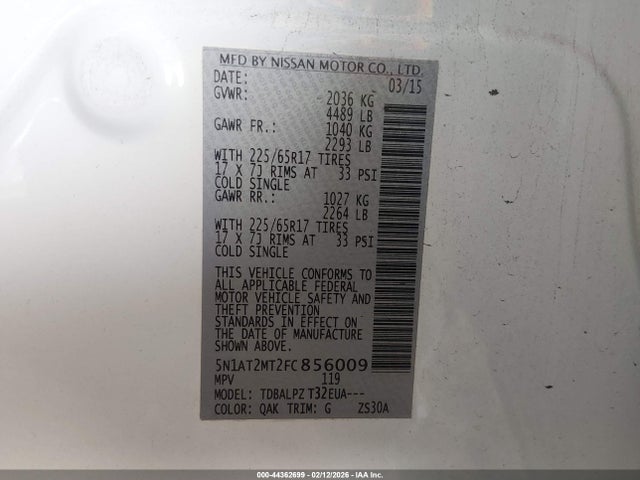 MFD BY NISSAN MOTOR CO., LTD.
DATE: 03/15
GVWR: 2036 KG
4489 LB
GAWR FR.: 1040 KG
2293 LB
WITH 225/65R17 TIRES
17 X 7J RIMS AT 33 PSI
COLD SINGLE
GAWR RR.: 1027 KG
2264 LB
WITH 225/65R17 TIRES
17 X 7J RIMS AT 33 PSI
COLD SINGLE
THIS VEHICLE CONFORMS TO
ALL APPLICABLE FEDERAL
MOTOR VEHICLE SAFETY AND
THEFT PREVENTION
STANDARDS IN EFFECT ON
THE DATE OF MANUFACTURE
SHOWN ABOVE.
5N1AT2MT2FC856009
MPV 119
MODEL: TDBALPZ T32EUA---
COLOR: QAK TRIM: G ZS30A
000-44362699 - 02/12/2026 - IAA Inc.